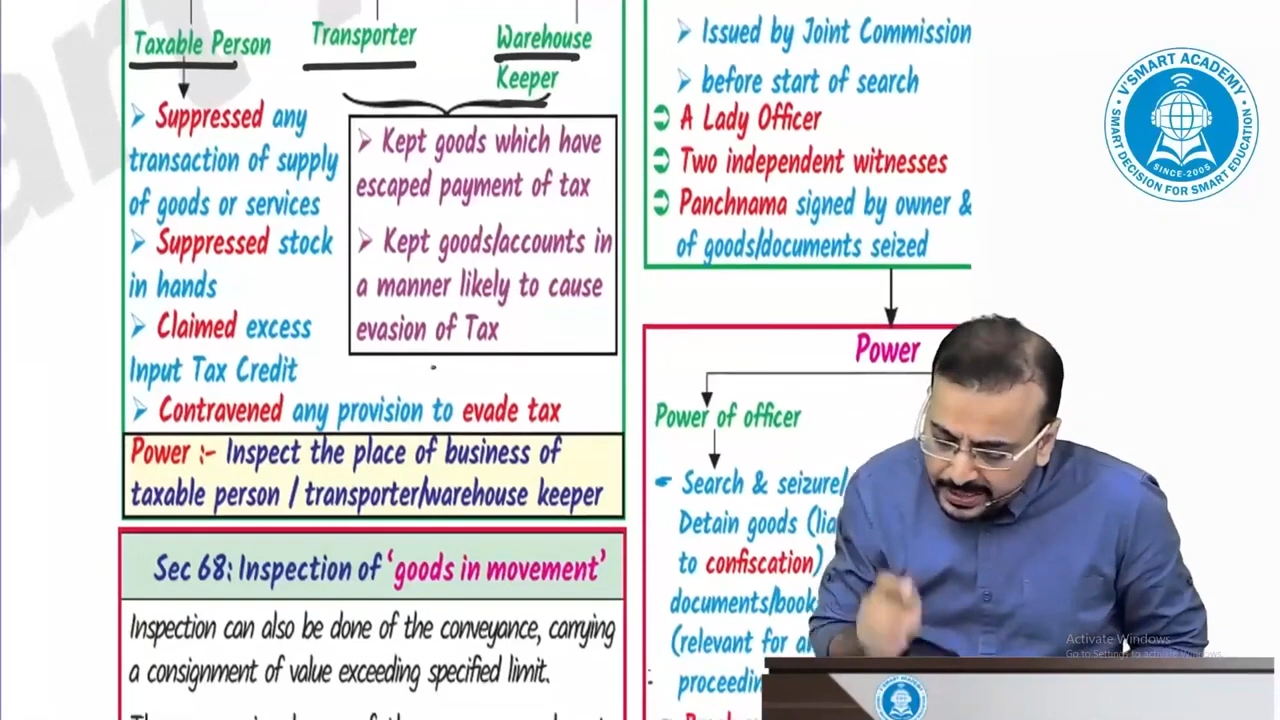 Taxable Person
Transporter
Warehouse
Keeper
Suppressed any
transaction of supply
of goods or services
Suppressed stock
in hands
Claimed excess
Input Tax Credit
Contravened any provision to evade tax
Kept goods which have
escaped payment of tax
Kept goods/accounts in
a manner likely to cause
evasion of Tax
Power :- Inspect the place of business of
taxable person / transporter/warehouse keeper
Sec 68: Inspection of 'goods in movement'
Inspection can also be done of the conveyance, carrying
a consignment of value exceeding specified limit.
Issued by Joint Commission
before start of search
A Lady Officer
Two independent witnesses
Panchnama signed by owner &
of goods/documents seized
Power
Power of officer
Search & seizure/
Detain goods
to confiscation)
documents/book
(relevant for
V'SMART ACADEMY
SMART DECISION FOR SMART EDUCATION
SINCE-2005
Activate Windows
Go to Settings to activate Windows.